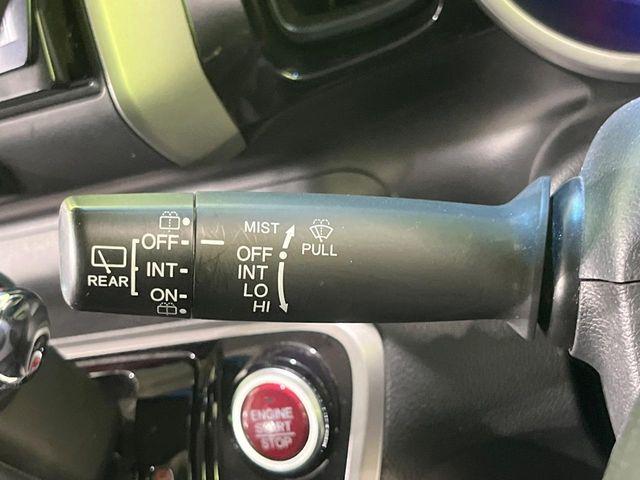 REAR
OFF
INT
ON
MIST
OFF
INT
LO
HI
PULL
ENGINE
START
STOP